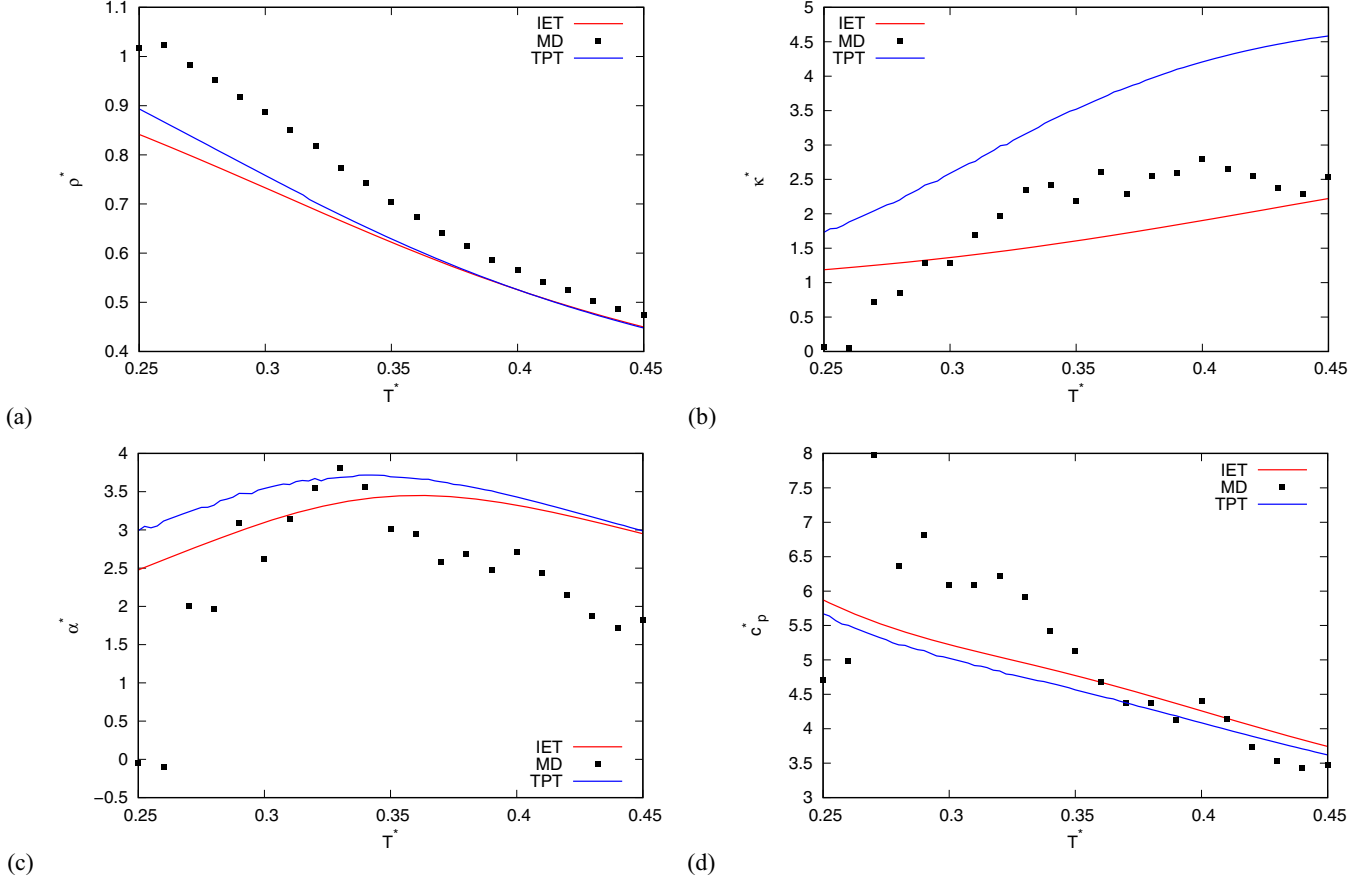 1.1
1
0.9
0.8
0.7
0.6
0.5
0.4
0.25 0.3 0.35 0.4 0.45
ρ*
T*
IET
MD
TPT
(a)
5
4.5
4
3.5
3
2.5
2
1.5
1
0.5
0
0.25 0.3 0.35 0.4 0.45
κ*
T*
IET
MD
TPT
(b)
4
3.5
3
2.5
2
1.5
1
0.5
0
−0.5
0.25 0.3 0.35 0.4 0.45
α*
T*
IET
MD
TPT
(c)
8
7.5
7
6.5
6
5.5
5
4.5
4
3.5
3
0.25 0.3 0.35 0.4 0.45
c*p
T*
IET
MD
TPT
(d)